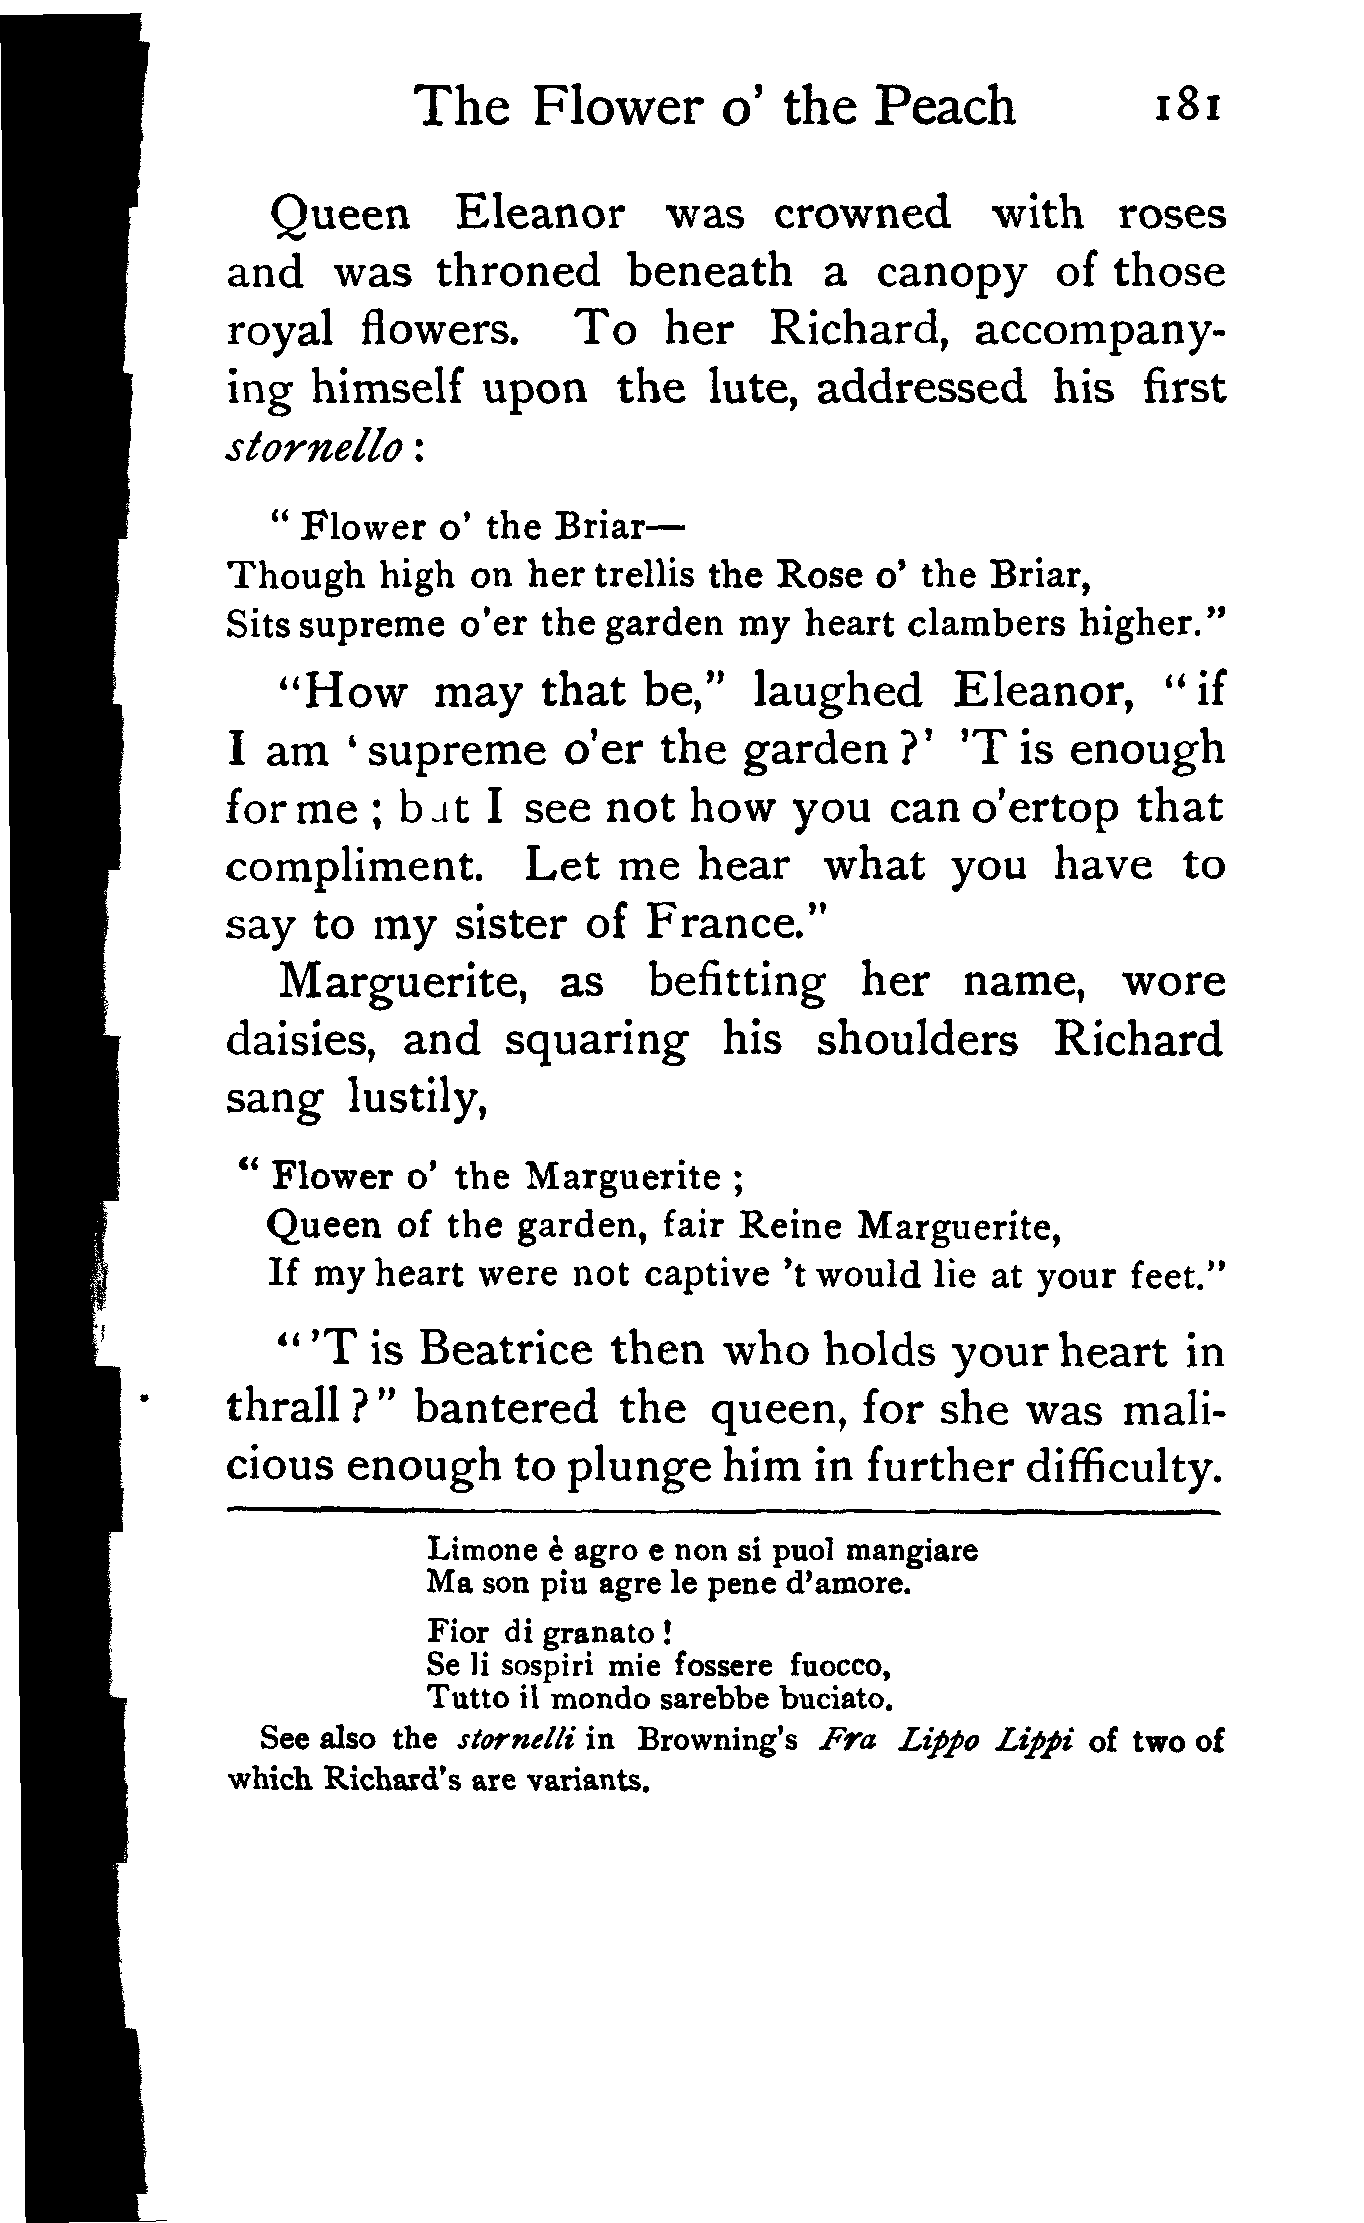 The Flower o' the Peach 181
Queen Eleanor was crowned with roses
and was throned beneath a canopy of those
royal flowers. To her Richard, accompany-
ing himself upon the lute, addressed his first
stornello :
“ Flower o' the Briar—
Though high on her trellis the Rose o' the Briar,
Sits supreme o'er the garden my heart clambers higher.”
“How may that be,” laughed Eleanor, “ if
I am ‘ supreme o'er the garden ?’ 'T is enough
for me ; but I see not how you can o'ertop that
compliment. Let me hear what you have to
say to my sister of France.”
Marguerite, as befitting her name, wore
daisies, and squaring his shoulders Richard
sang lustily,
“ Flower o' the Marguerite ;
Queen of the garden, fair Reine Marguerite,
If my heart were not captive 't would lie at your feet.”
“ 'T is Beatrice then who holds your heart in
thrall ? ” bantered the queen, for she was mali-
cious enough to plunge him in further difficulty.
Limone è agro e non si puol mangiare
Ma son piu agre le pene d'amore.
Fior di granato !
Se li sospiri mie fossere fuocco,
Tutto il mondo sarebbe buciato.
See also the stornelli in Browning's Fra Lippo Lippi of two of
which Richard's are variants.